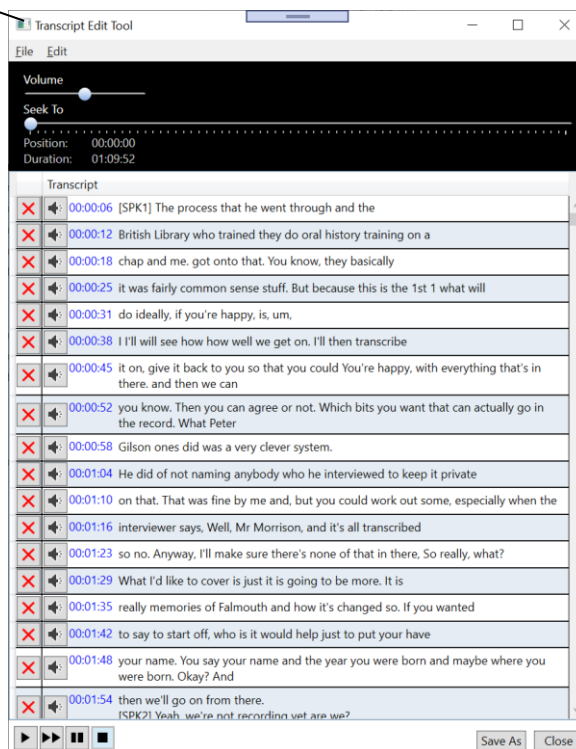 Transcript Edit Tool
File Edit
Volume
Seek To
Position: 00:00:00
Duration: 01:09:52
Transcript
00:00:06 [SPK1] The process that he went through and the
00:00:12 British Library who trained they do oral history training on a
00:00:18 chap and me. got onto that. You know, they basically
00:00:25 it was fairly common sense stuff. But because this is the 1st 1 what will
00:00:31 do ideally, if you're happy, is, um,
00:00:38 I I'll will see how how well we get on. I'll then transcribe
00:00:45 it on, give it back to you so that you could You're happy, with everything that's in
there. and then we can
00:00:52 you know. Then you can agree or not. Which bits you want that can actually go in
the record. What Peter
00:00:58 Gilson ones did was a very clever system.
00:01:04 He did of not naming anybody who he interviewed to keep it private
00:01:10 on that. That was fine by me and, but you could work out some, especially when the
00:01:16 interviewer says, Well, Mr Morrison, and it's all transcribed
00:01:23 so no. Anyway, I'll make sure there's none of that in there, So really, what?
00:01:29 What I'd like to cover is just it is going to be more. It is
00:01:35 really memories of Falmouth and how it's changed so. If you wanted
00:01:42 to say to start off, who is it would help just to put your have
00:01:48 your name. You say your name and the year you were born and maybe where you
were born. Okay? And
00:01:54 then we'll go on from there.
[SPK2] Yeah, we're not recording yet are we?
Save As Close